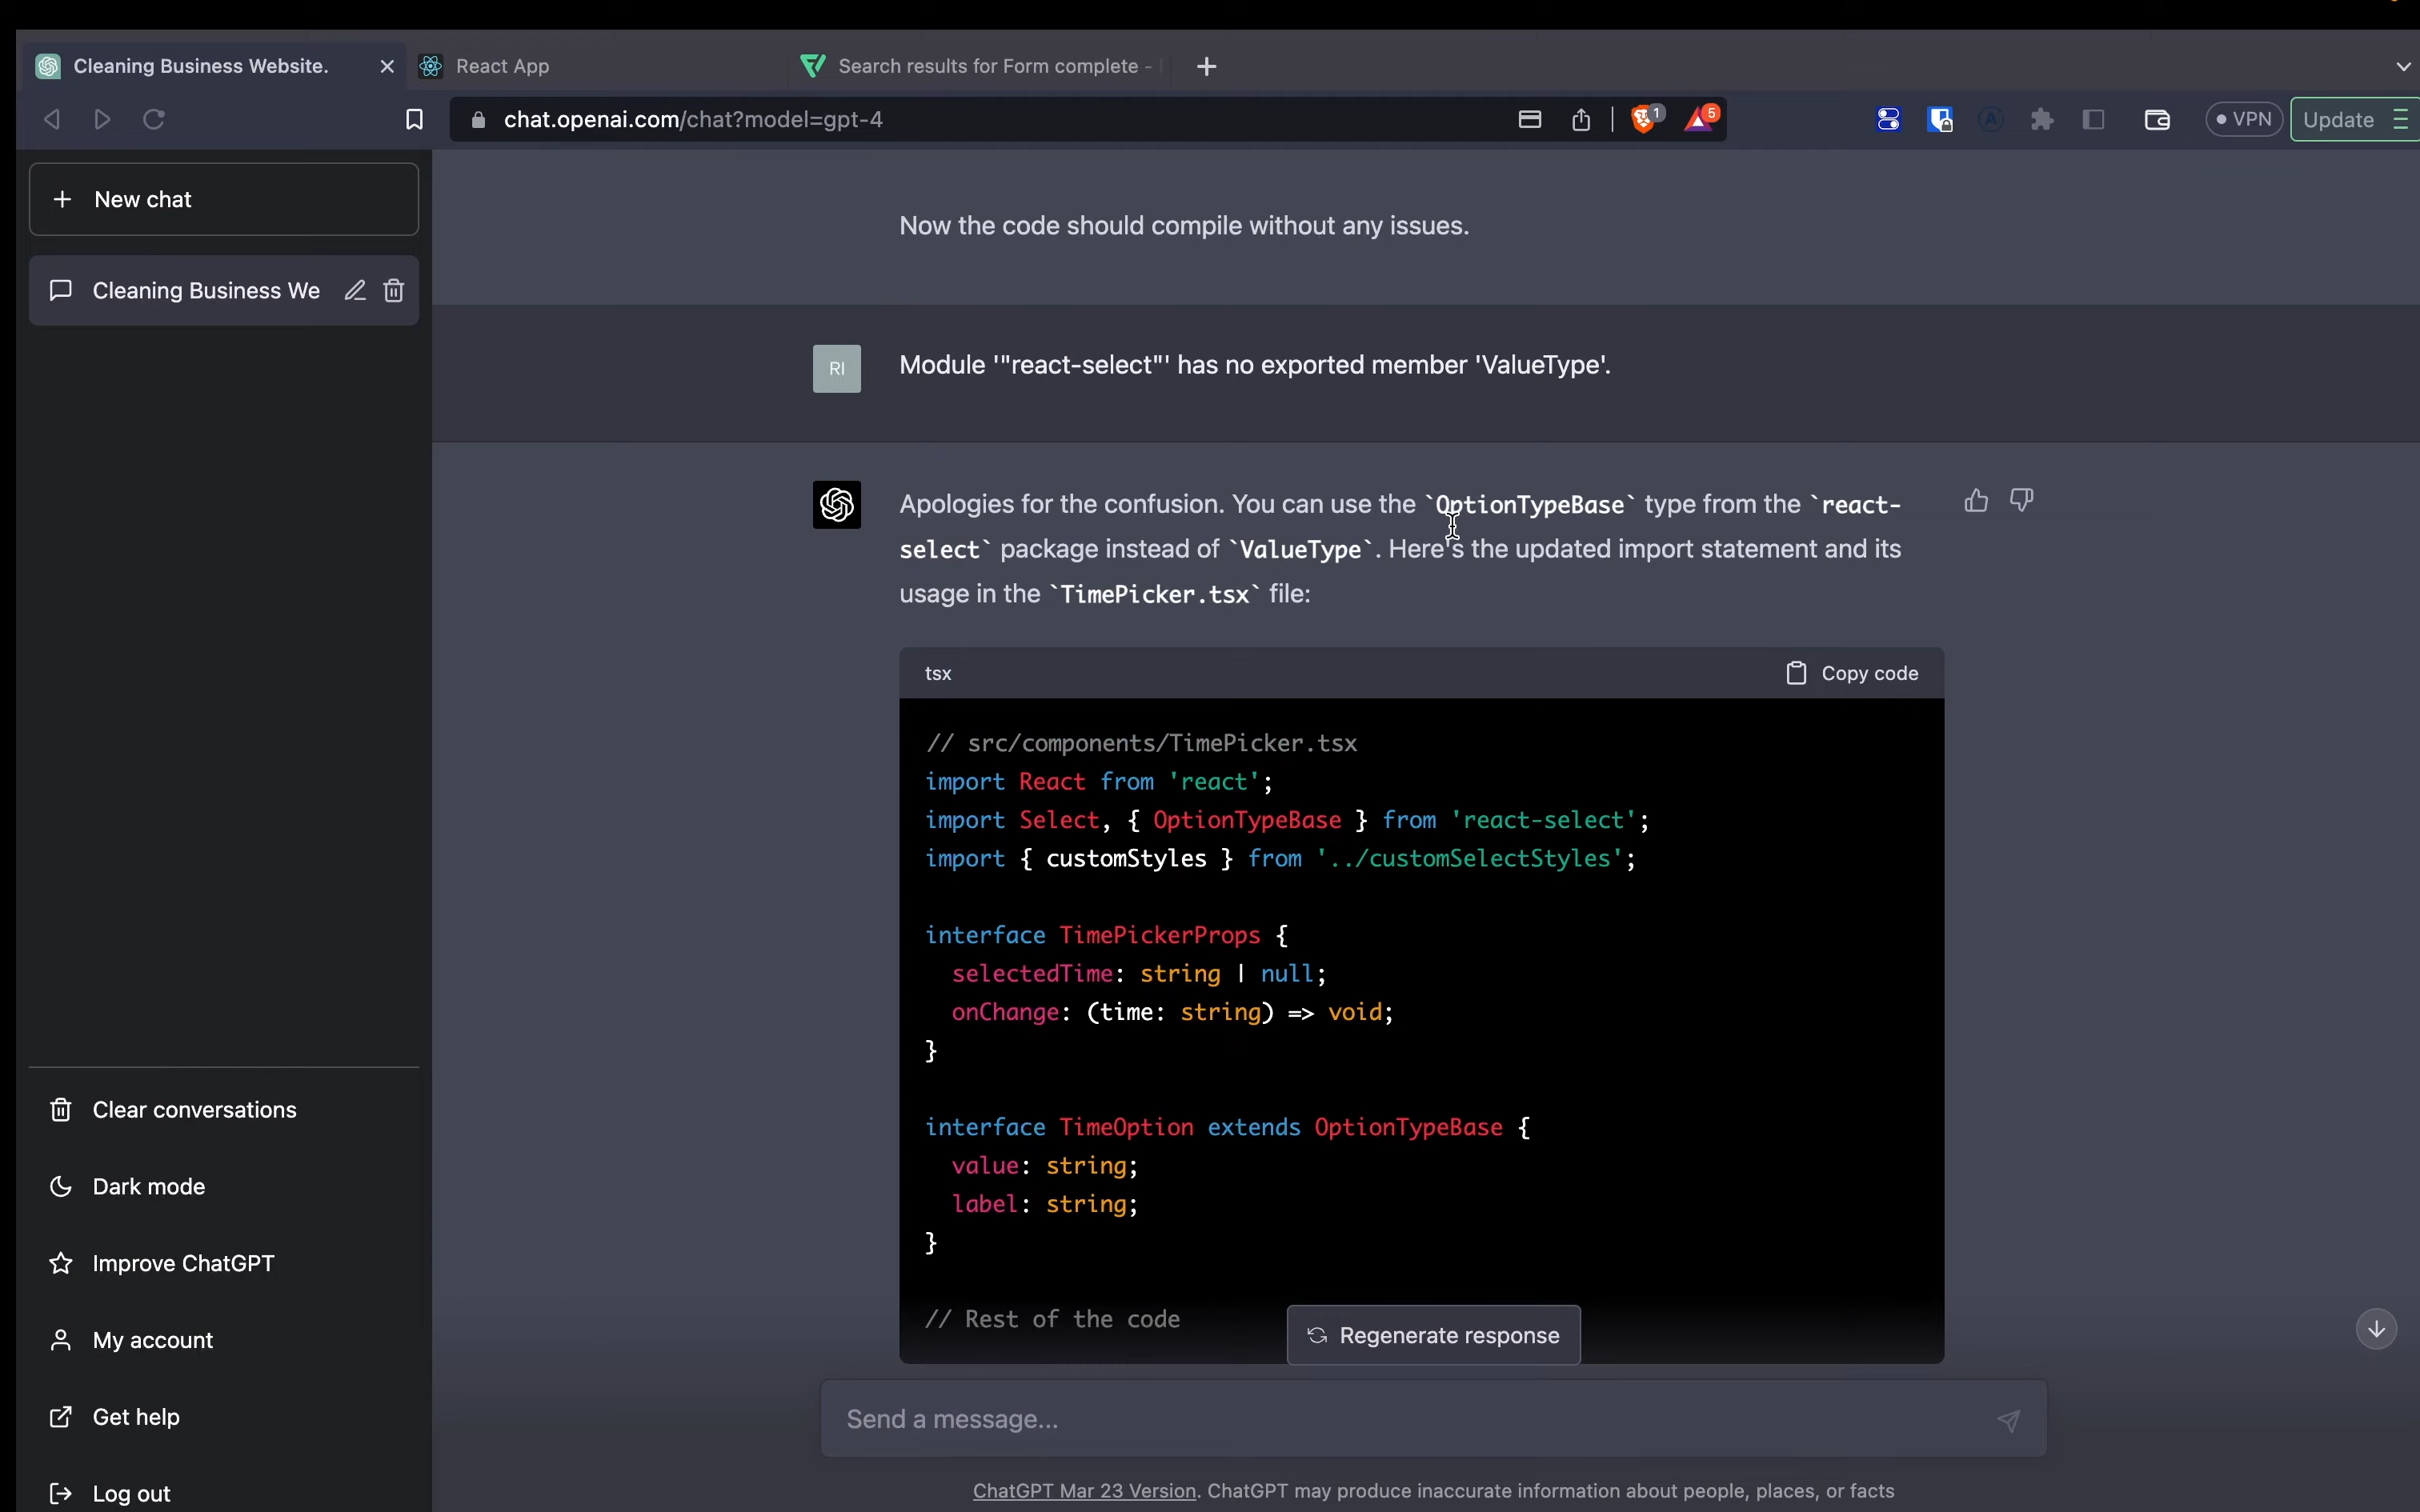 Cleaning Business Website.
React App
Search results for Form complete -
chat.openai.com/chat?model=gpt-4
1
5
VPN
Update
New chat
Cleaning Business We
Now the code should compile without any issues.
RI
Module '"react-select"' has no exported member 'ValueType'.
Apologies for the confusion. You can use the `OptionTypeBase` type from the `react-
select` package instead of `ValueType`. Here's the updated import statement and its
usage in the `TimePicker.tsx` file:
tsx
Copy code
// src/components/TimePicker.tsx
import React from 'react';
import Select, { OptionTypeBase } from 'react-select';
import { customStyles } from '../customSelectStyles';
interface TimePickerProps {
  selectedTime: string | null;
  onChange: (time: string) => void;
}
interface TimeOption extends OptionTypeBase {
  value: string;
  label: string;
}
// Rest of the code
Regenerate response
Clear conversations
Dark mode
Improve ChatGPT
My account
Get help
Log out
Send a message...
ChatGPT Mar 23 Version. ChatGPT may produce inaccurate information about people, places, or facts